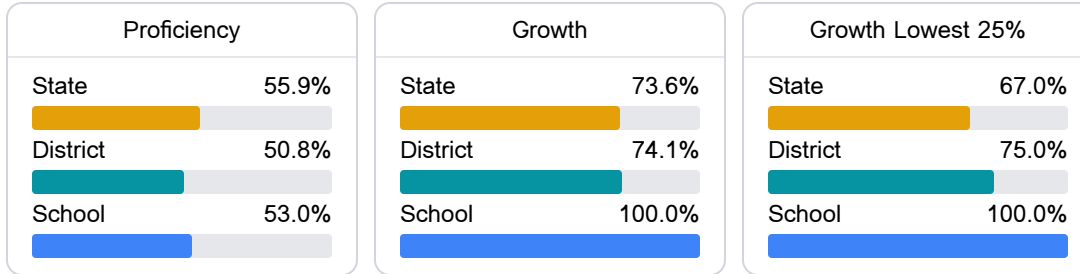 Proficiency
State 55.9%
District 50.8%
School 53.0%
Growth
State 73.6%
District 74.1%
School 100.0%
Growth Lowest 25%
State 67.0%
District 75.0%
School 100.0%